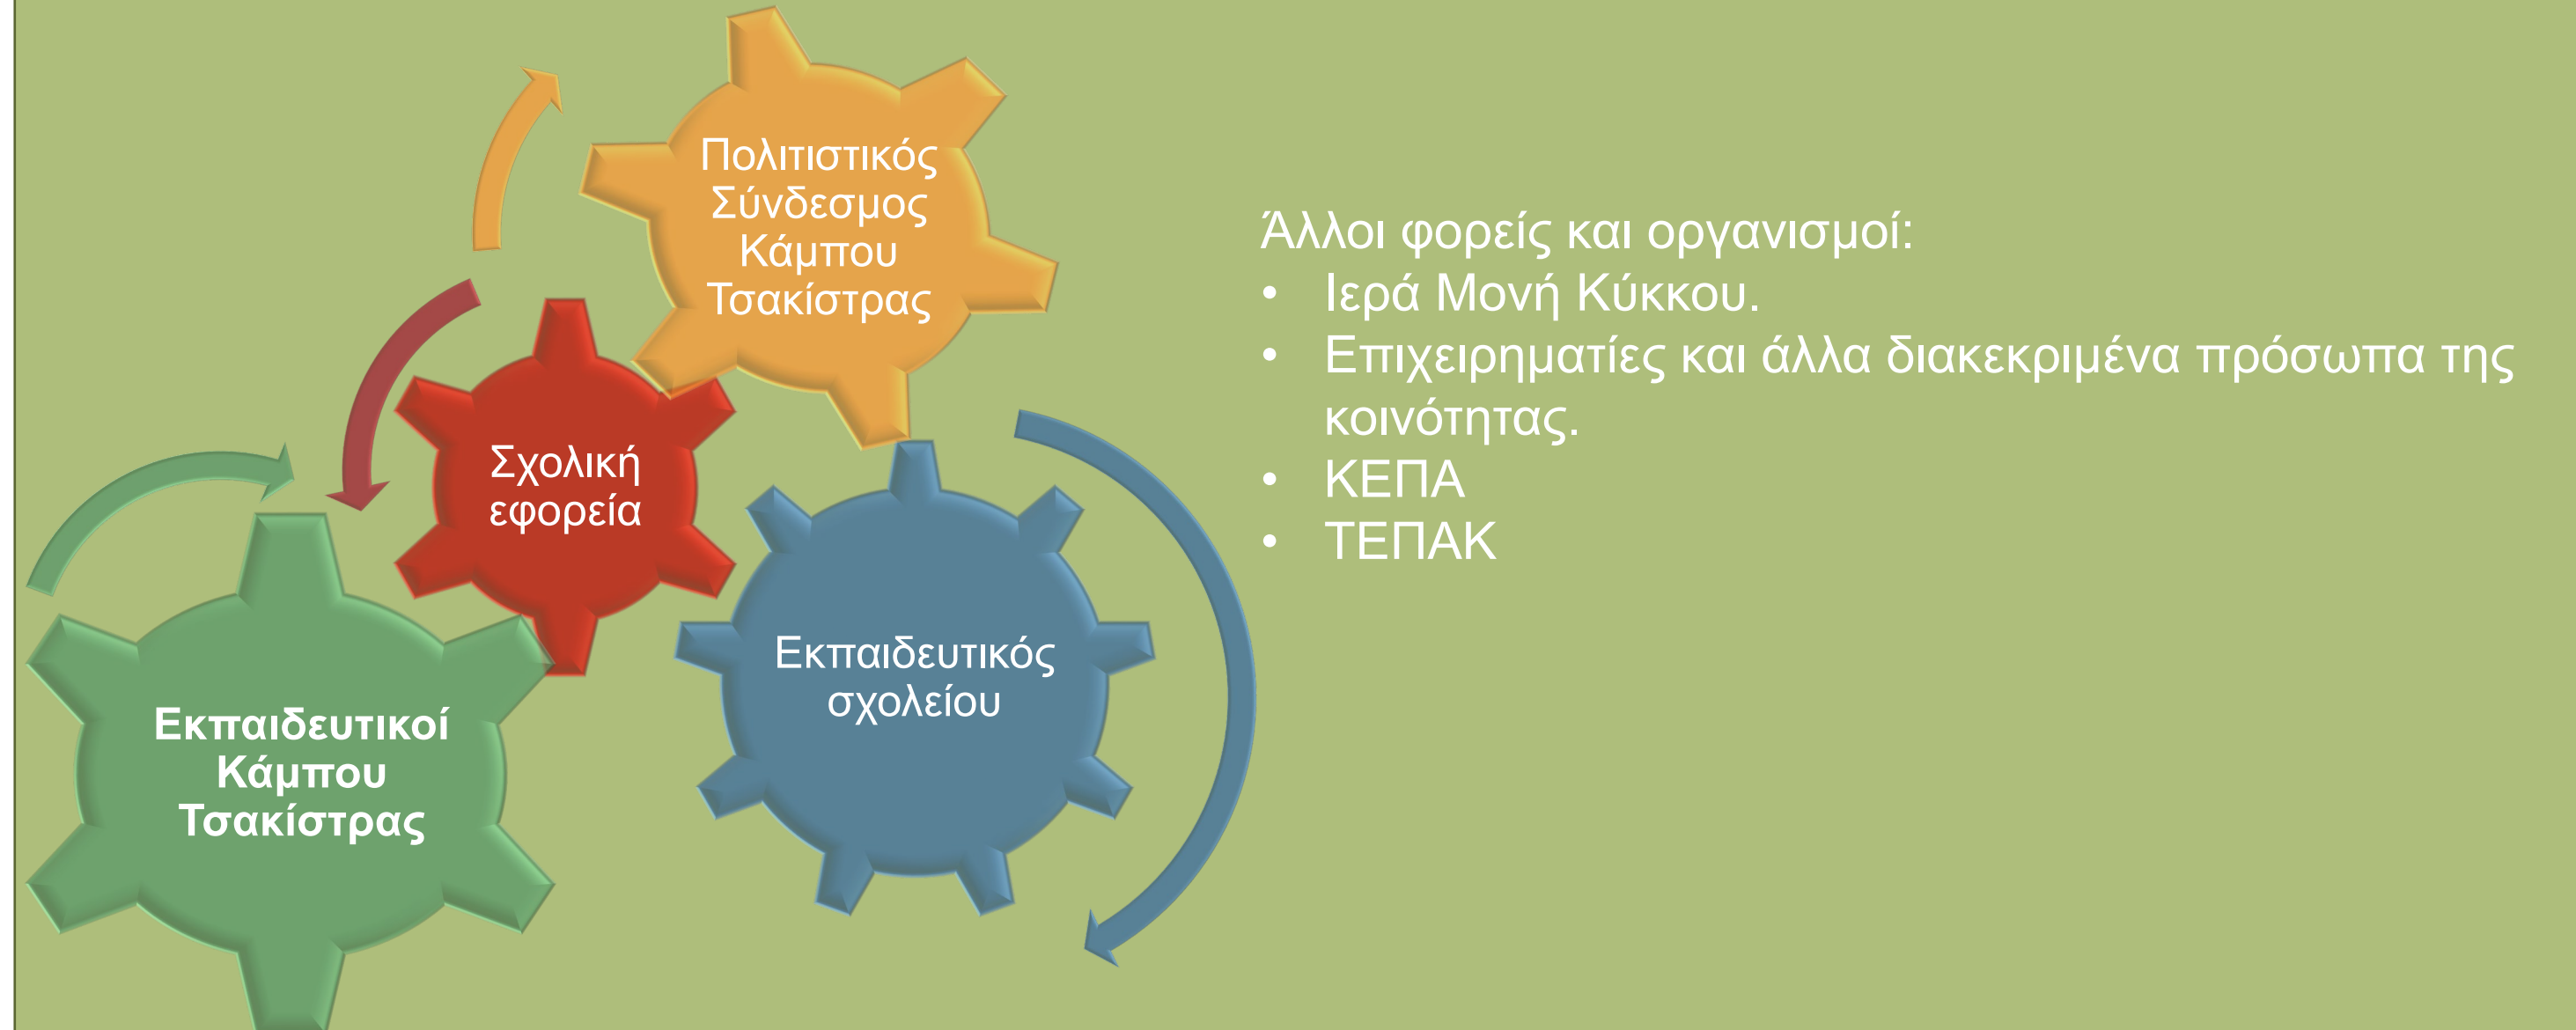 Πολιτιστικός
Σύνδεσμος
Κάμπου
Τσακίστρας
Σχολική
εφορεία
Εκπαιδευτικός
σχολείου
Εκπαιδευτικοί
Κάμπου
Τσακίστρας
Άλλοι φορείς και οργανισμοί:
• Ιερά Μονή Κύκκου.
• Επιχειρηματίες και άλλα διακεκριμένα πρόσωπα της
κοινότητας.
• ΚΕΠΑ
• ΤΕΠΑΚ